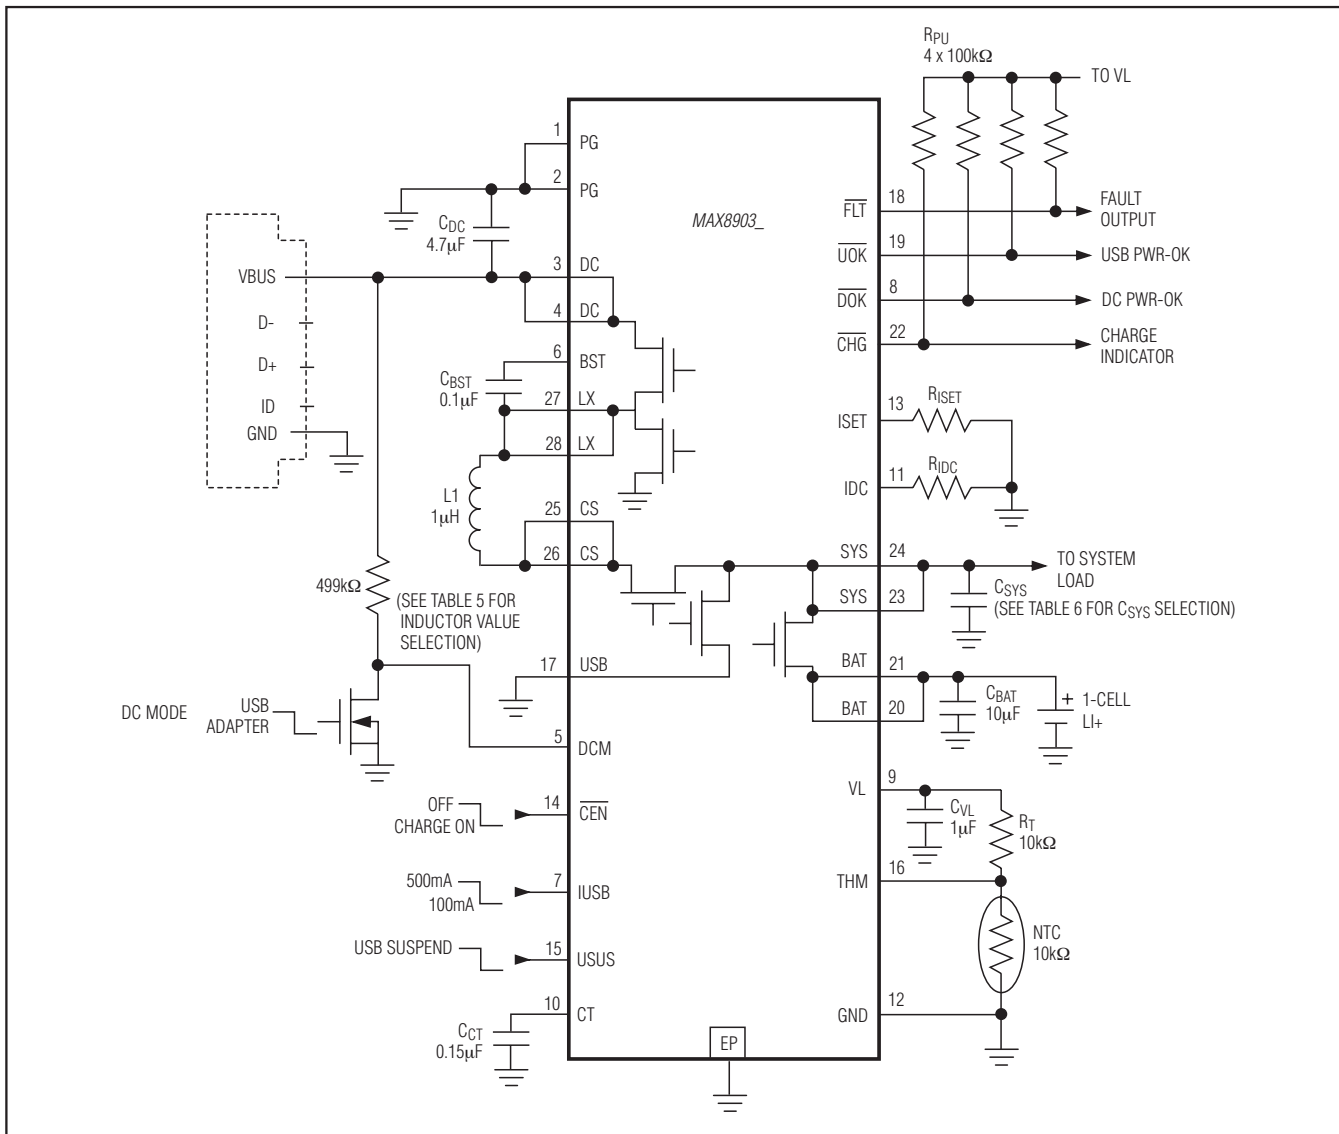 RPU
4 x 100kΩ
TO VL
1
PG
2
PG
MAX8903_
CDC
4.7µF
VBUS
D-
D+
ID
GND
3
DC
4
DC
6
BST
CBST
0.1µF
27
LX
28
LX
L1
1µH
25
CS
26
CS
499kΩ
(SEE TABLE 5 FOR
INDUCTOR VALUE
SELECTION)
17
USB
DC MODE
USB
ADAPTER
5
DCM
OFF
CHARGE ON
14
CEN
500mA
100mA
7
IUSB
USB SUSPEND
15
USUS
10
CT
CCT
0.15µF
EP
FLT
18
FAULT
OUTPUT
UOK
19
USB PWR-OK
DOK
8
DC PWR-OK
CHG
22
CHARGE
INDICATOR
ISET
13
RISET
IDC
11
RIDC
SYS
24
TO SYSTEM
LOAD
SYS
23
CSYS
(SEE TABLE 6 FOR CSYS SELECTION)
BAT
21
BAT
20
CBAT
10µF
+
1-CELL
LI+
VL
9
CVL
1µF
RT
10kΩ
THM
16
NTC
10kΩ
GND
12